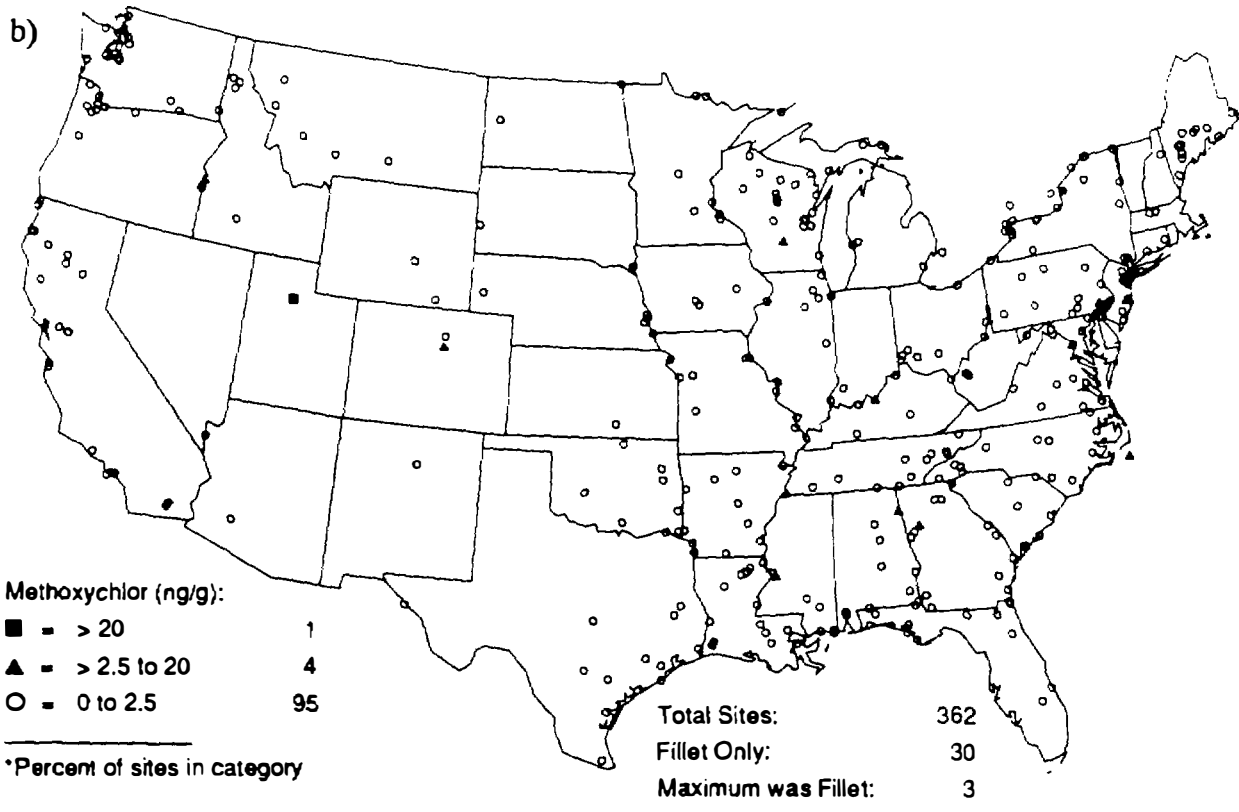 b)
Methoxychlor (ng/g):
■ = > 20 1
▲ = > 2.5 to 20 4
○ = 0 to 2.5 95
*Percent of sites in category
Total Sites: 362
Fillet Only: 30
Maximum was Fillet: 3